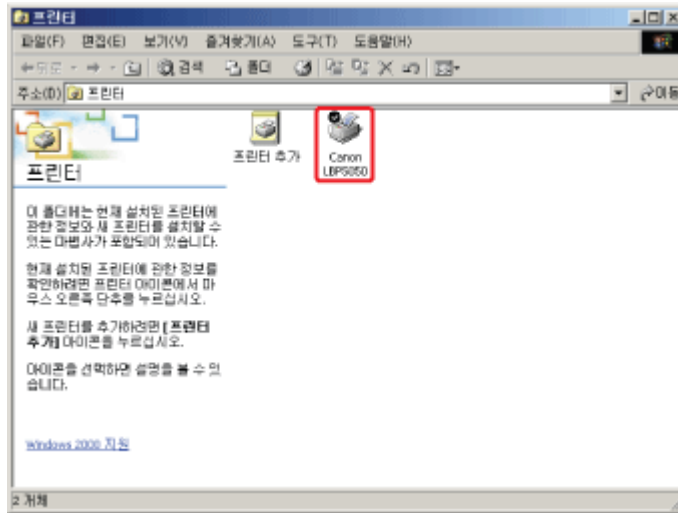 프린터
파일(F) 편집(E) 보기(V) 즐겨찾기(A) 도구(T) 도움말(H)
뒤로 검색 폴더
주소(D) 프린터 이동
프린터 추가
Canon
LBP5050
프린터
이 폴더에는 현재 설치된 프린터에
관한 정보와 새 프린터를 설치할 수
있는 마법사가 포함되어 있습니다.
현재 설치된 프린터에 관한 정보를
확인하려면 프린터 아이콘에서 마
우스 오른쪽 단추를 누르십시오.
새 프린터를 추가하려면 [프린터
추가] 아이콘을 누르십시오.
아이콘을 선택하면 설명을 볼 수 있
습니다.
Windows 2000 지원
2 개체